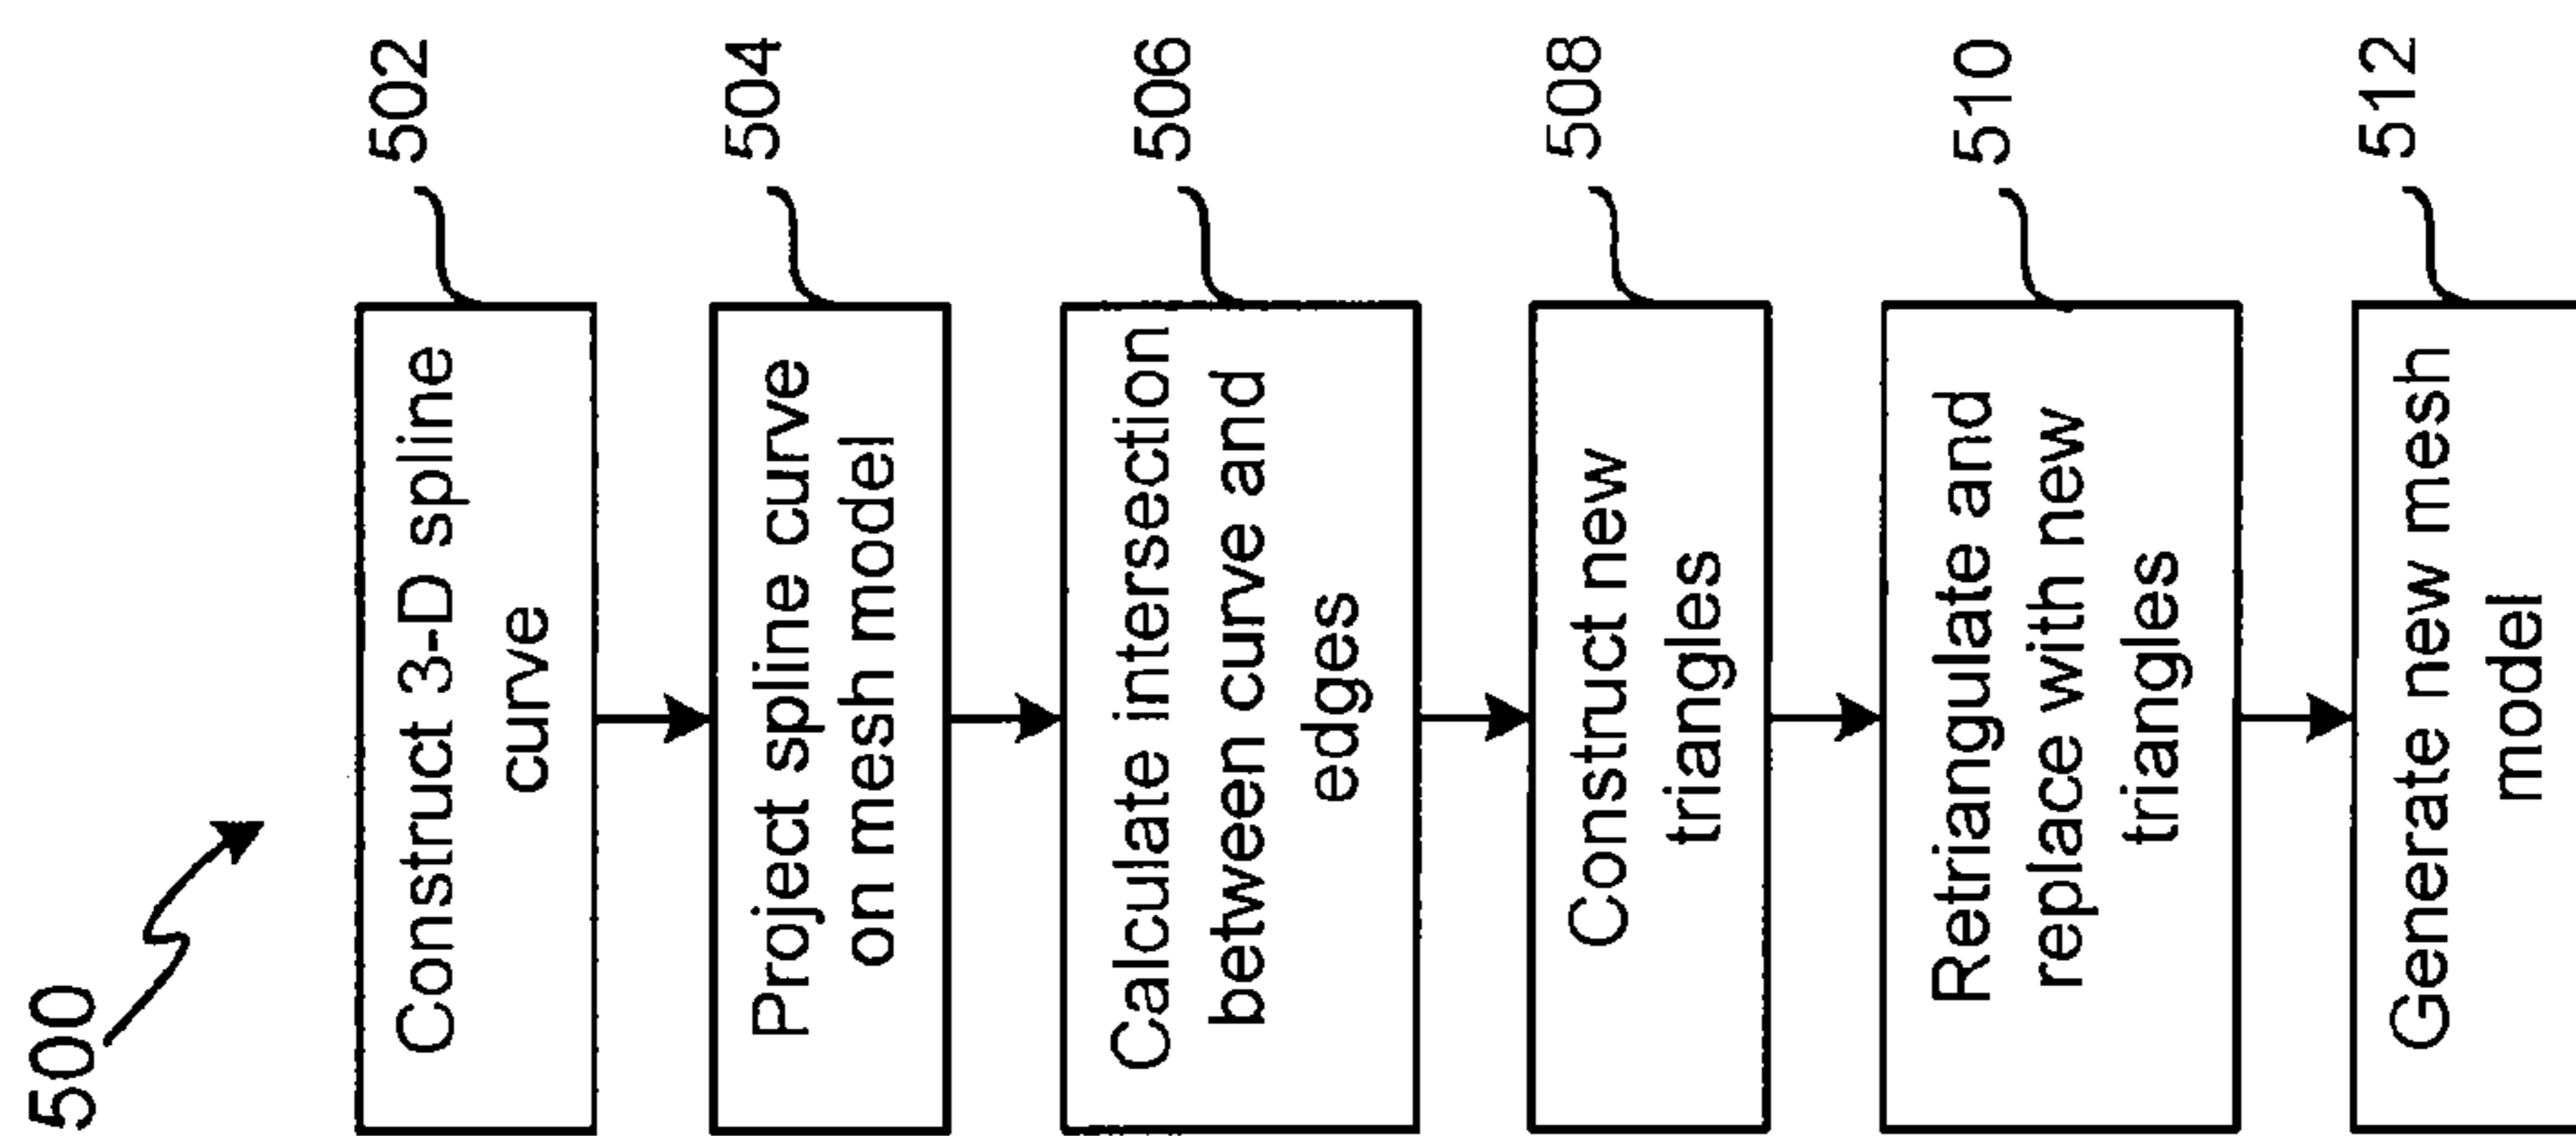 500
Construct 3-D spline
curve
502
Project spline curve
on mesh model
504
Calculate intersection
between curve and
edges
506
Construct new
triangles
508
Retriangulate and
replace with new
triangles
510
Generate new mesh
model
512